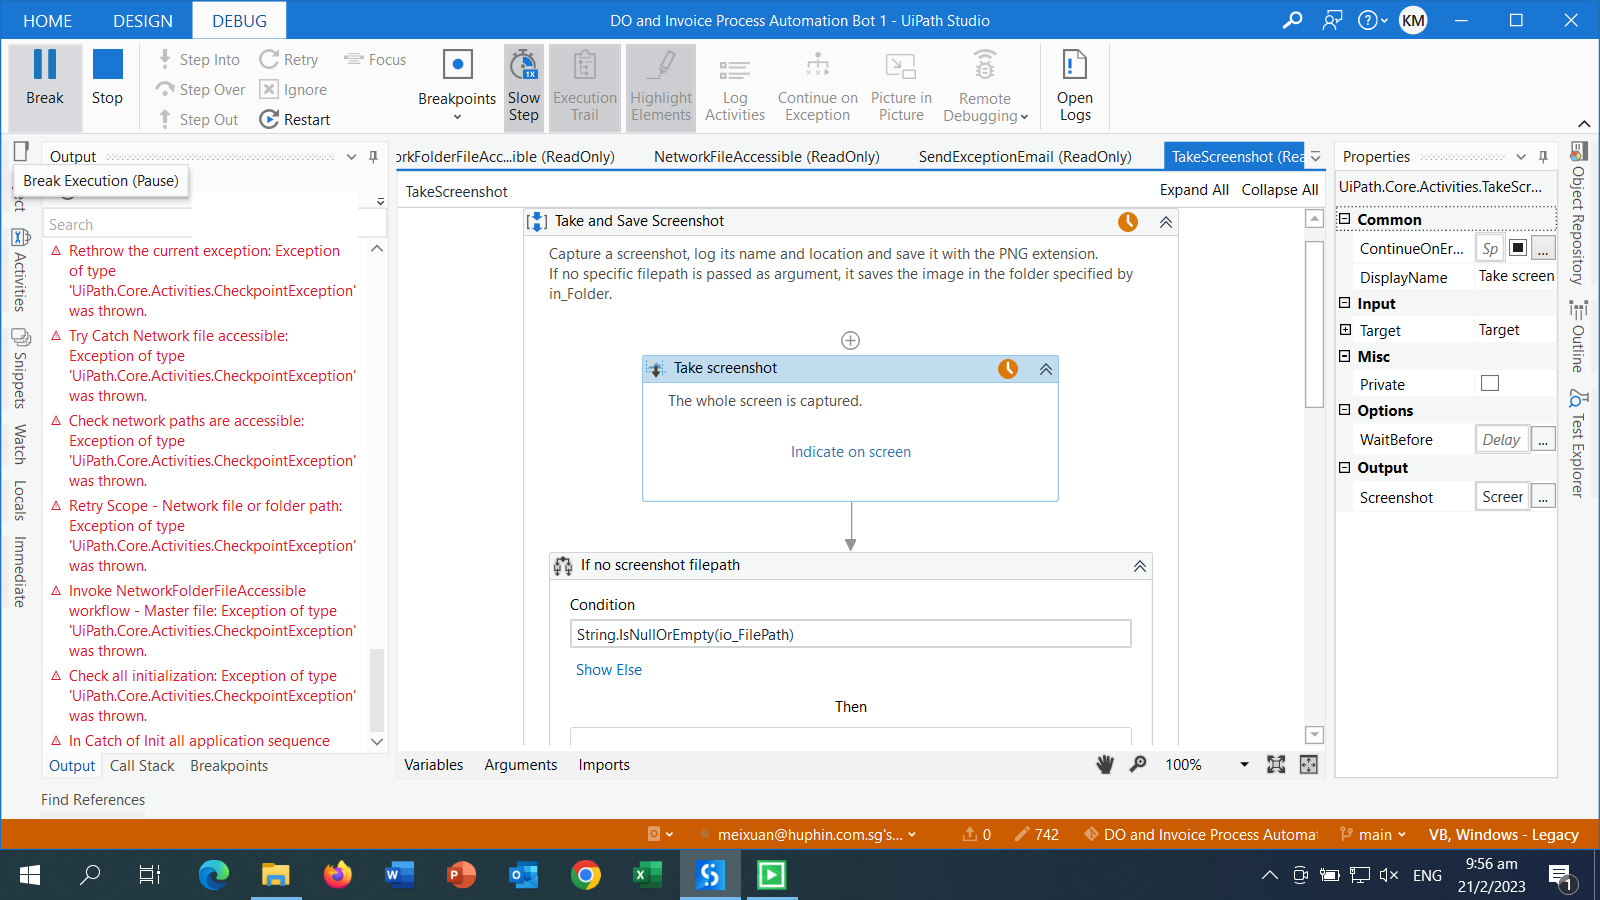 HOME
DESIGN
DEBUG
DO and Invoice Process Automation Bot 1 - UiPath Studio
KM
Break
Stop
Step Into
Step Over
Step Out
Retry
Ignore
Restart
Focus
Breakpoints
Slow
Step
1X
Execution
Trail
Highlight
Elements
Log
Activities
Continue on
Exception
Picture in
Picture
Remote
Debugging
Open
Logs
Output
Break Execution (Pause)
Search
Rethrow the current exception: Exception
of type
'UiPath.Core.Activities.CheckpointException'
was thrown.
Try Catch Network file accessible:
Exception of type
'UiPath.Core.Activities.CheckpointException'
was thrown.
Check network paths are accessible:
Exception of type
'UiPath.Core.Activities.CheckpointException'
was thrown.
Retry Scope - Network file or folder path:
Exception of type
'UiPath.Core.Activities.CheckpointException'
was thrown.
Invoke NetworkFolderFileAccessible
workflow - Master file: Exception of type
'UiPath.Core.Activities.CheckpointException'
was thrown.
Check all initialization: Exception of type
'UiPath.Core.Activities.CheckpointException'
was thrown.
In Catch of Init all application sequence
Output
Call Stack
Breakpoints
Find References
ect
Activities
Snippets
Watch
Locals
Immediate
orkFolderFileAcc...ible (ReadOnly)
NetworkFileAccessible (ReadOnly)
SendExceptionEmail (ReadOnly)
TakeScreenshot (Rea
TakeScreenshot
Expand All
Collapse All
Take and Save Screenshot
Capture a screenshot, log its name and location and save it with the PNG extension.
If no specific filepath is passed as argument, it saves the image in the folder specified by
in_Folder.
Take screenshot
The whole screen is captured.
Indicate on screen
If no screenshot filepath
Condition
String.IsNullOrEmpty(io_FilePath)
Show Else
Then
Variables
Arguments
Imports
100%
Properties
UiPath.Core.Activities.TakeScr...
Common
ContinueOnEr...
Sp
...
DisplayName
Take screen
Input
Target
Target
Misc
Private
Options
WaitBefore
Delay
...
Output
Screenshot
Screer
...
Object Repository
Outline
Test Explorer
meixuan@huphin.com.sg's...
0
742
DO and Invoice Process Automat
main
VB, Windows - Legacy
ENG
9:56 am
21/2/2023
1